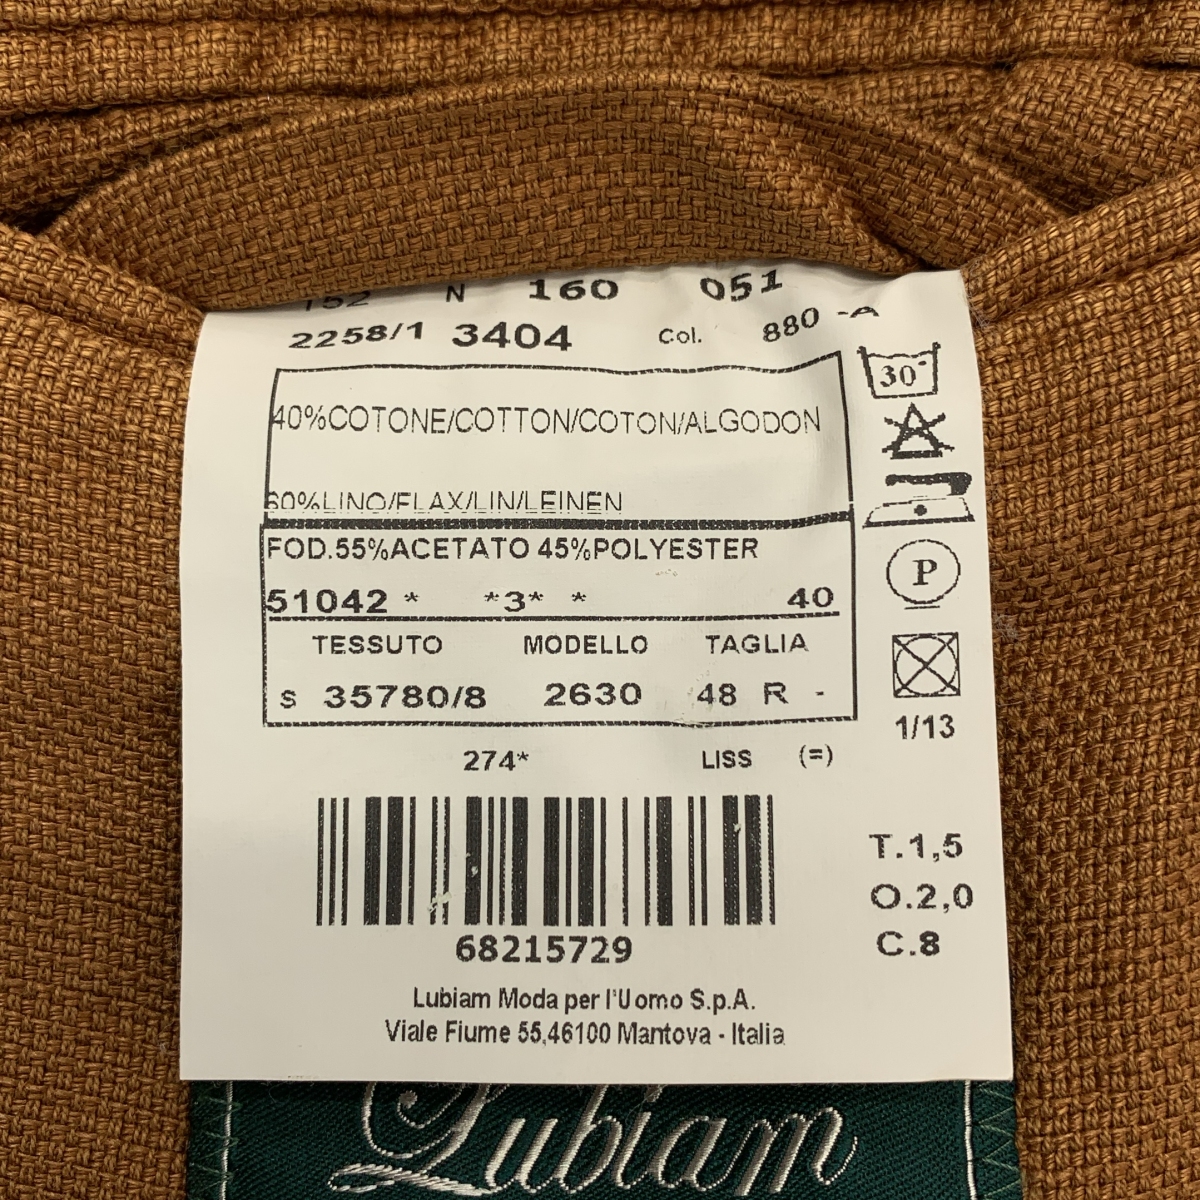 152 N 160 051
2258/1 3404 Col. 880 -A
30°
40%COTONE/COTTON/COTON/ALGODON
60%LINO/FLAX/LIN/LEINEN
FOD.55%ACETATO 45%POLYESTER
51042 * *3* * 40
P
TESSUTO MODELLO TAGLIA
S 35780/8 2630 48 R -
1/13
274* LISS (=)
T.1,5
O.2,0
C.8
68215729
Lubiam Moda per l'Uomo S.p.A.
Viale Fiume 55,46100 Mantova - Italia
Lubiam